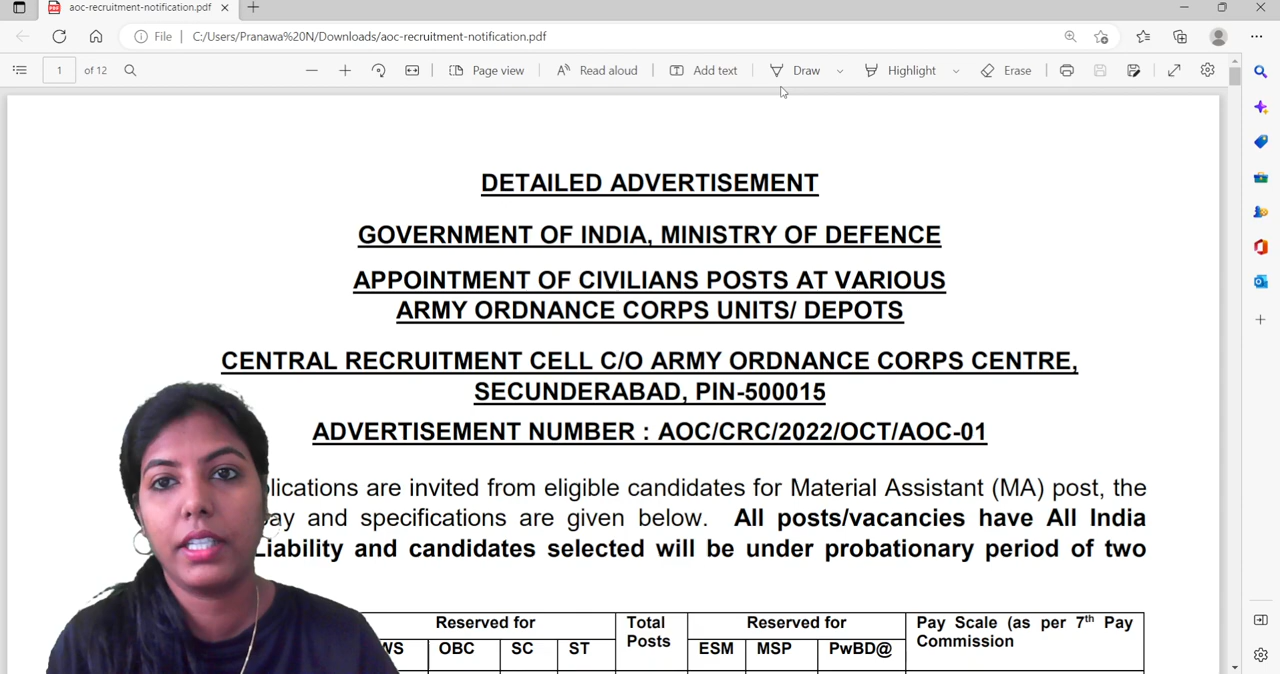 aoc-recruitment-notification.pdf
File | C:/Users/Pranawa%20N/Downloads/aoc-recruitment-notification.pdf
1 of 12 Page view Read aloud Add text Draw Highlight Erase
DETAILED ADVERTISEMENT
GOVERNMENT OF INDIA, MINISTRY OF DEFENCE
APPOINTMENT OF CIVILIANS POSTS AT VARIOUS
ARMY ORDNANCE CORPS UNITS/ DEPOTS
CENTRAL RECRUITMENT CELL C/O ARMY ORDNANCE CORPS CENTRE,
SECUNDERABAD, PIN-500015
ADVERTISEMENT NUMBER : AOC/CRC/2022/OCT/AOC-01
are invited from eligible candidates for Material Assistant (MA) post, the
and specifications are given below. All posts/vacancies have All India
Liability and candidates selected will be under probationary period of two
Reserved for Total Posts Reserved for Pay Scale (as per 7th Pay Commission
OBC SC ST ESM MSP PwBD@